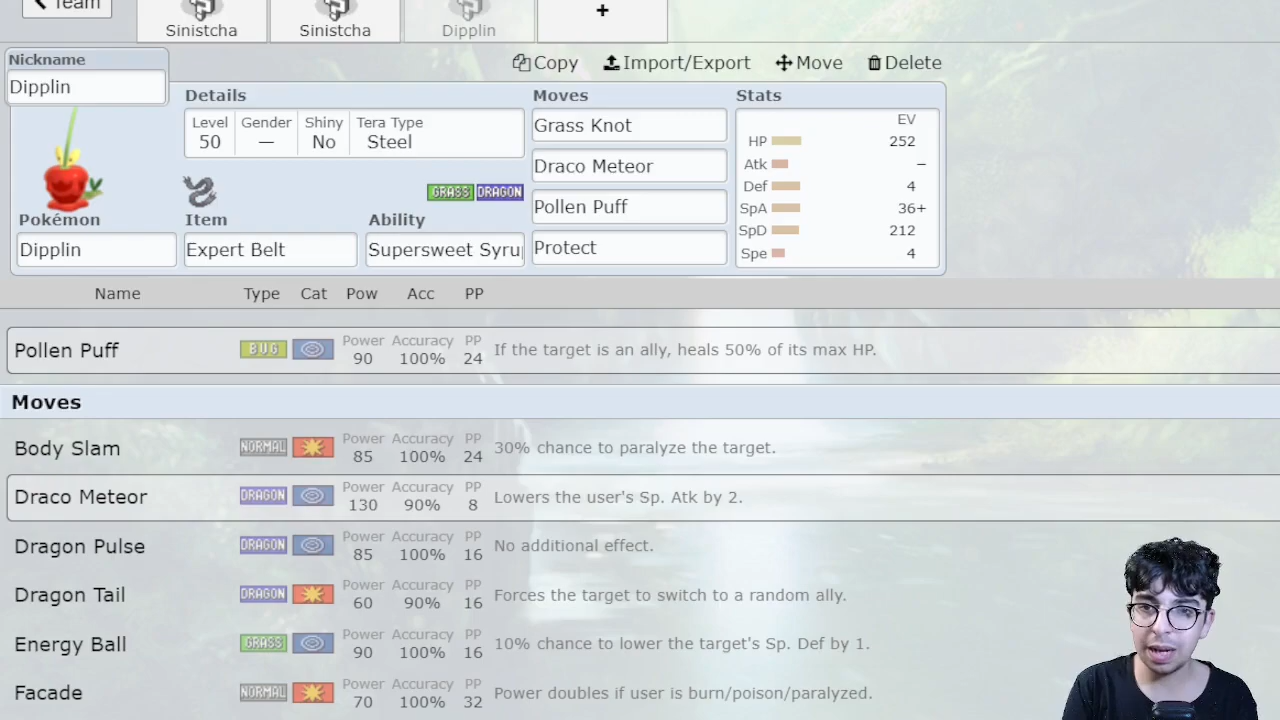 Team
Sinistcha
Sinistcha
Dipplin
+
Nickname
Dipplin
Copy
Import/Export
Move
Delete
Details
Moves
Stats
Level
50
Gender
—
Shiny
No
Tera Type
Steel
GRASS DRAGON
Pokémon
Dipplin
Item
Expert Belt
Ability
Supersweet Syru
Grass Knot
Draco Meteor
Pollen Puff
Protect
EV
HP 252
Atk –
Def 4
SpA 36+
SpD 212
Spe 4
Name Type Cat Pow Acc PP
Pollen Puff BUG Power 90 Accuracy 100% PP 24 If the target is an ally, heals 50% of its max HP.
Moves
Body Slam NORMAL Power 85 Accuracy 100% PP 24 30% chance to paralyze the target.
Draco Meteor DRAGON Power 130 Accuracy 90% PP 8 Lowers the user's Sp. Atk by 2.
Dragon Pulse DRAGON Power 85 Accuracy 100% PP 16 No additional effect.
Dragon Tail DRAGON Power 60 Accuracy 90% PP 16 Forces the target to switch to a random ally.
Energy Ball GRASS Power 90 Accuracy 100% PP 16 10% chance to lower the target's Sp. Def by 1.
Facade NORMAL Power 70 Accuracy 100% PP 32 Power doubles if user is burn/poison/paralyzed.